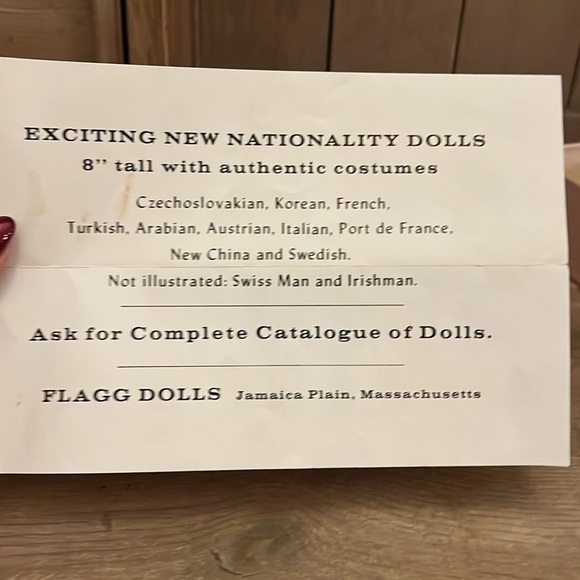 EXCITING NEW NATIONALITY DOLLS
8" tall with authentic costumes
Czechoslovakian, Korean, French,
Turkish, Arabian, Austrian, Italian, Port de France,
New China and Swedish.
Not illustrated: Swiss Man and Irishman.
Ask for Complete Catalogue of Dolls.
FLAGG DOLLS Jamaica Plain, Massachusetts